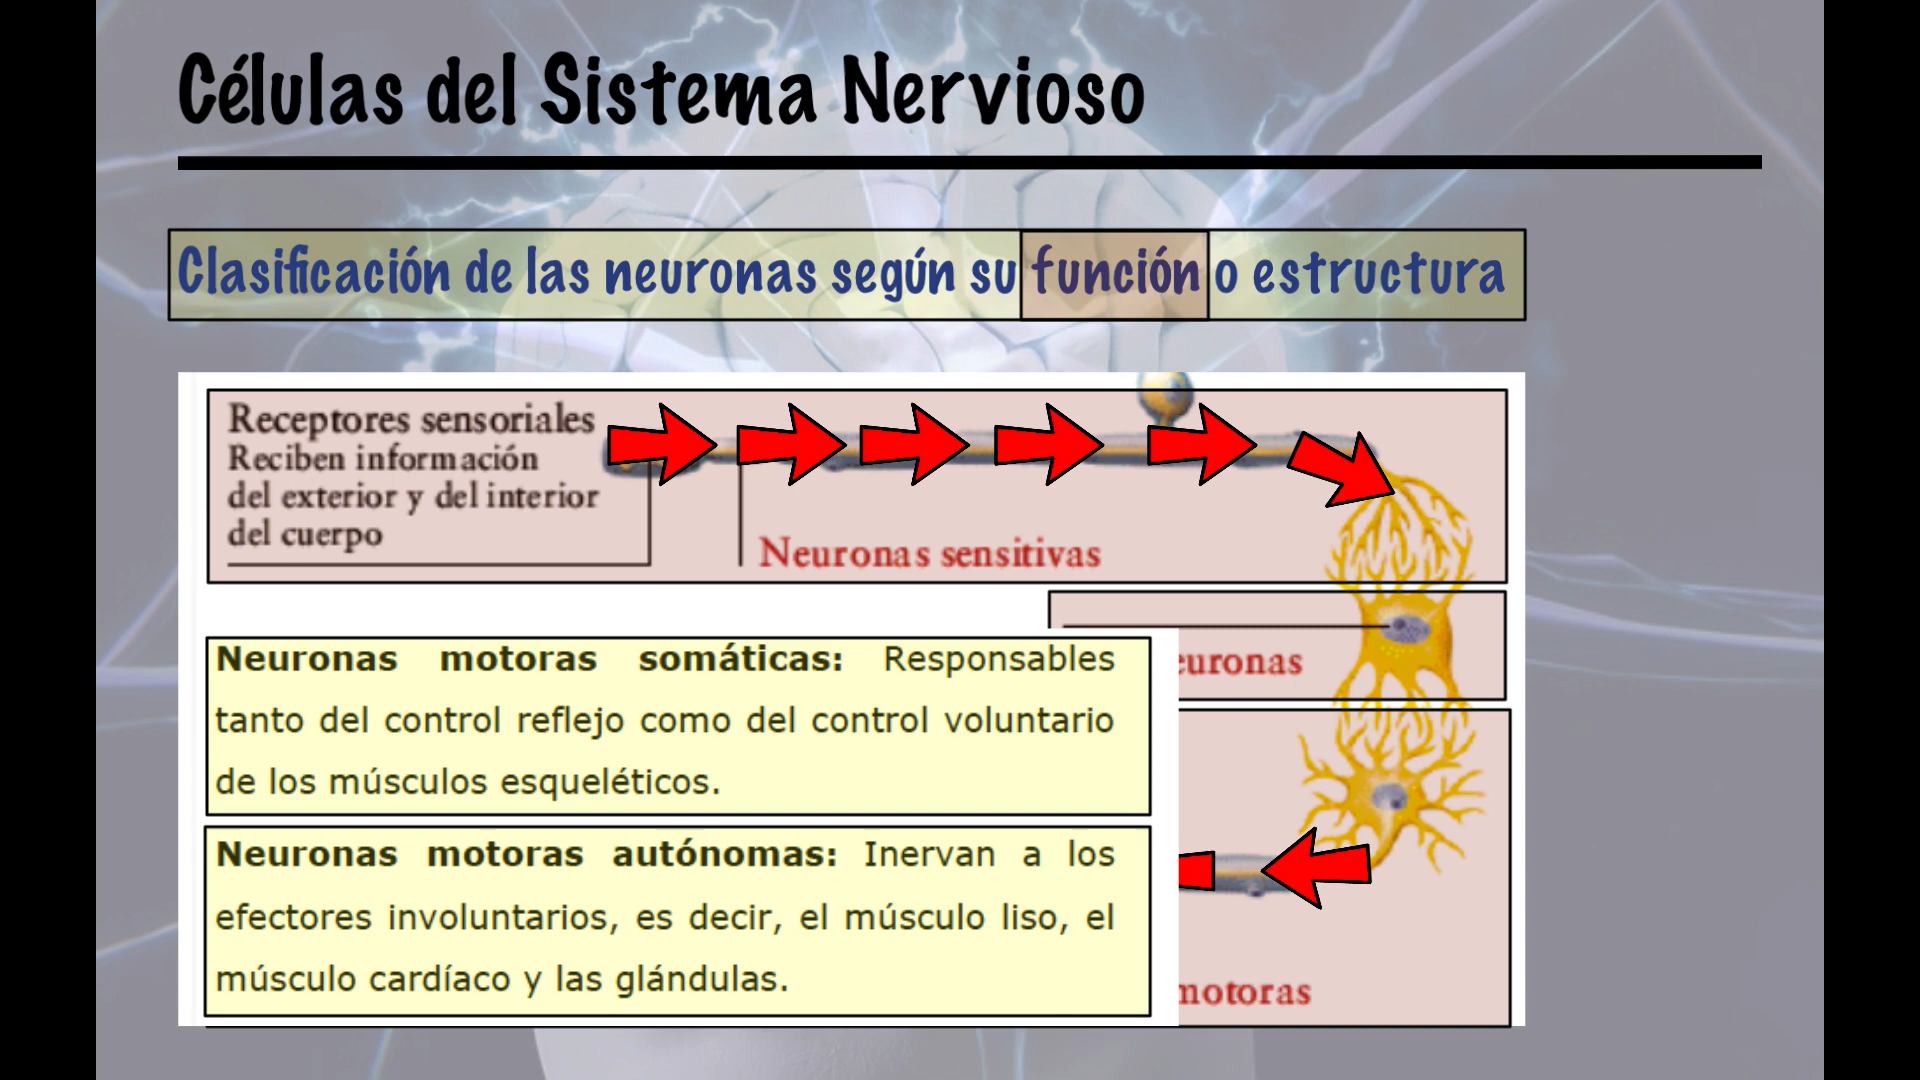 Células del Sistema Nervioso
Clasificación de las neuronas según su función o estructura
Receptores sensoriales
Reciben información
del exterior y del interior
del cuerpo
Neuronas sensitivas
euronas
Neuronas motoras somáticas: Responsables
tanto del control reflejo como del control voluntario
de los músculos esqueléticos.
Neuronas motoras autónomas: Inervan a los
efectores involuntarios, es decir, el músculo liso, el
músculo cardíaco y las glándulas.
motoras